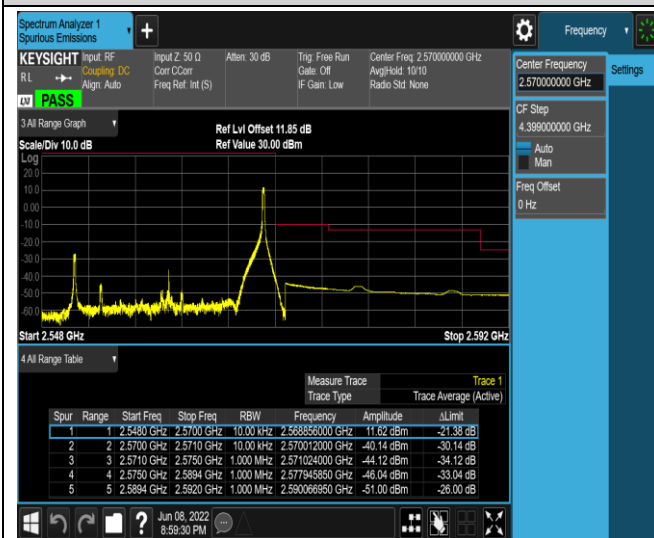 Spectrum Analyzer 1
Spurious Emissions
Frequency
KEYSIGHT Input: RF Input Z: 50 Ω Atten: 30 dB Trig: Free Run Center Freq: 2.570000000 GHz
RL Coupling: DC Corr CCorr Gate: Off Avg|Hold: 10/10
Align: Auto Freq Ref: Int (S) IF Gain: Low Radio Std: None
LXI PASS
3 All Range Graph
Ref Lvl Offset 11.85 dB
Scale/Div 10.0 dB Ref Value 30.00 dBm
Log
20.0
10.0
0.00
-10.0
-20.0
-30.0
-40.0
-50.0
-60.0
Start 2.548 GHz Stop 2.592 GHz
4 All Range Table
Measure Trace Trace 1
Trace Type Trace Average (Active)
Spur Range Start Freq Stop Freq RBW Frequency Amplitude ΔLimit
1 1 2.5480 GHz 2.5700 GHz 10.00 kHz 2.568856000 GHz 11.62 dBm -21.38 dB
2 2 2.5700 GHz 2.5710 GHz 10.00 kHz 2.570012000 GHz -40.14 dBm -30.14 dB
3 3 2.5710 GHz 2.5750 GHz 1.000 MHz 2.571024000 GHz -44.12 dBm -34.12 dB
4 4 2.5750 GHz 2.5894 GHz 1.000 MHz 2.577945850 GHz -46.04 dBm -33.04 dB
5 5 2.5894 GHz 2.5920 GHz 1.000 MHz 2.590066950 GHz -51.00 dBm -26.00 dB
Jun 08, 2022
8:59:30 PM
Center Frequency
2.570000000 GHz
Settings
CF Step
4.399000000 GHz
Auto
Man
Freq Offset
0 Hz